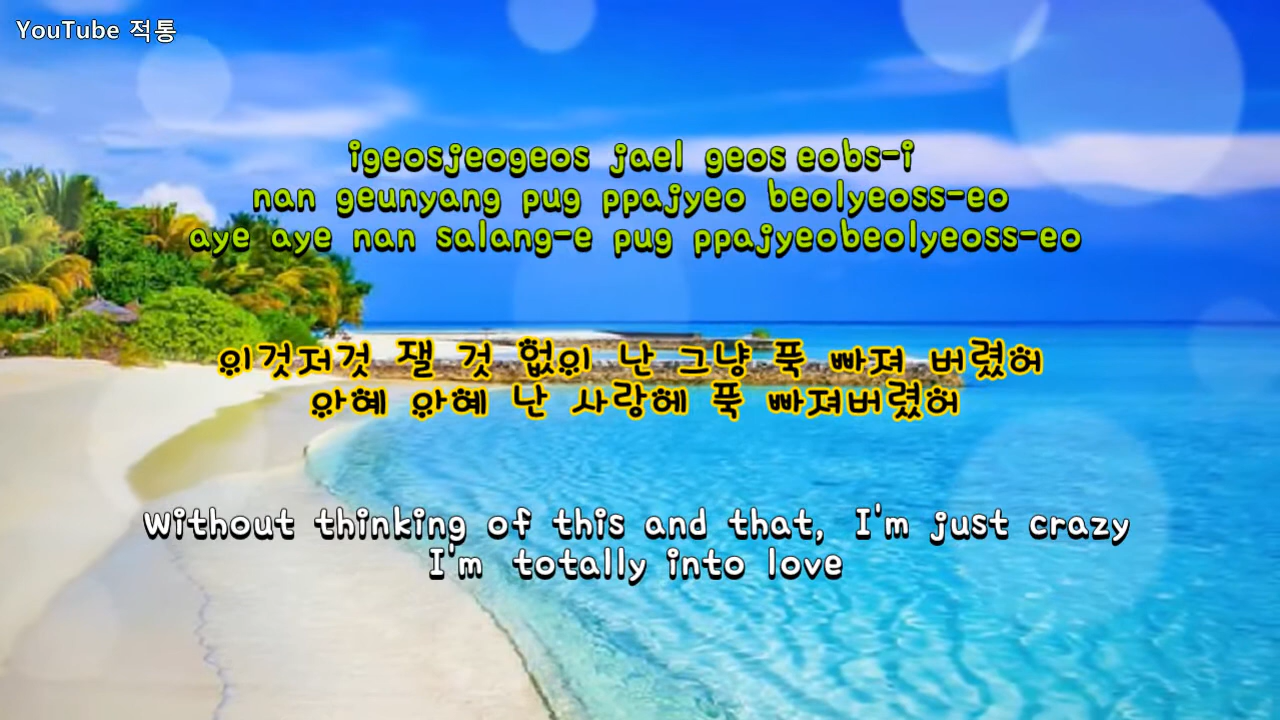 YouTube 적통
igeosjeogeos jael geos eobs-i
nan geunyang pug ppajyeo beolyeoss-eo
aye aye nan salang-e pug ppajyeobeolyeoss-eo
이것저것 잴 것 없이 난 그냥 푹 빠져 버렸어
아예 아예 난 사랑에 푹 빠져버렸어
Without thinking of this and that, I'm just crazy
I'm totally into love